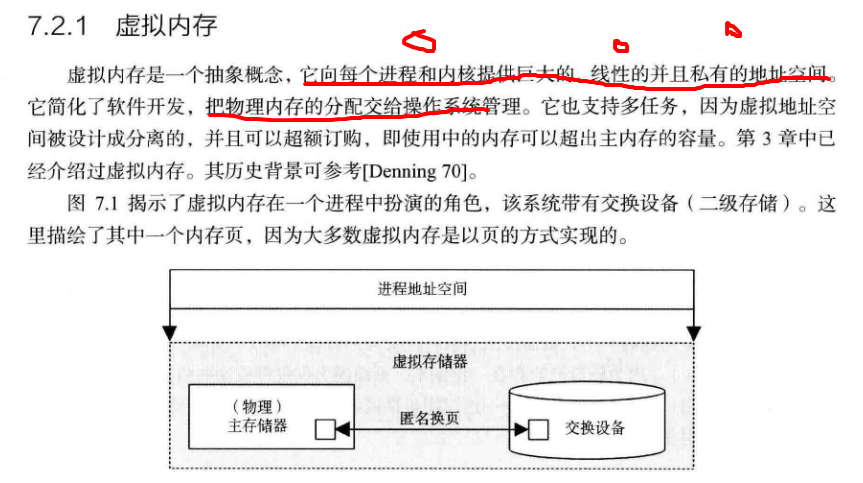 7.2.1 虚拟内存
虚拟内存是一个抽象概念，它向每个进程和内核提供巨大的、线性的并且私有的地址空间。
它简化了软件开发，把物理内存的分配交给操作系统管理。它也支持多任务，因为虚拟地址空
间被设计成分离的，并且可以超额订购，即使用中的内存可以超出主内存的容量。第 3 章中已
经介绍过虚拟内存。其历史背景可参考[Denning 70]。
图 7.1 揭示了虚拟内存在一个进程中扮演的角色，该系统带有交换设备（二级存储）。这
里描绘了其中一个内存页，因为大多数虚拟内存是以页的方式实现的。
进程地址空间
虚拟存储器
（物理）
主存储器
匿名换页
交换设备